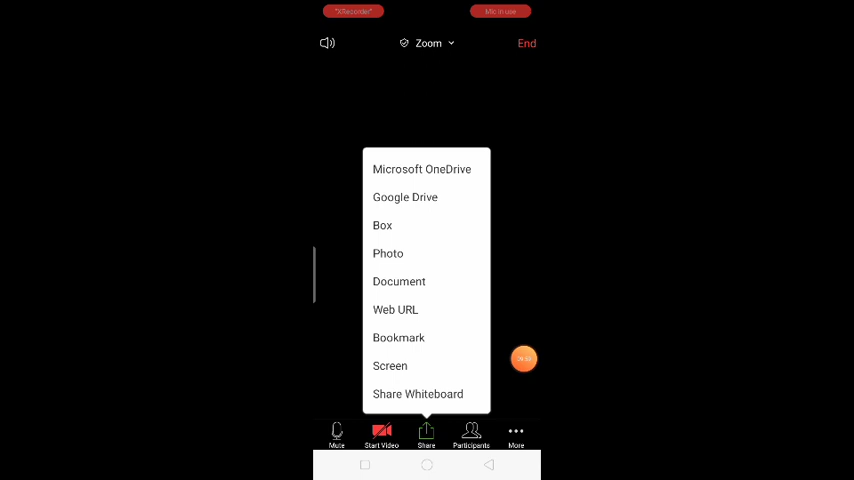 "XRecorder"
Mic in use
Zoom
End
Microsoft OneDrive
Google Drive
Box
Photo
Document
Web URL
Bookmark
Screen
Share Whiteboard
Mute
Start Video
Share
Participants
More